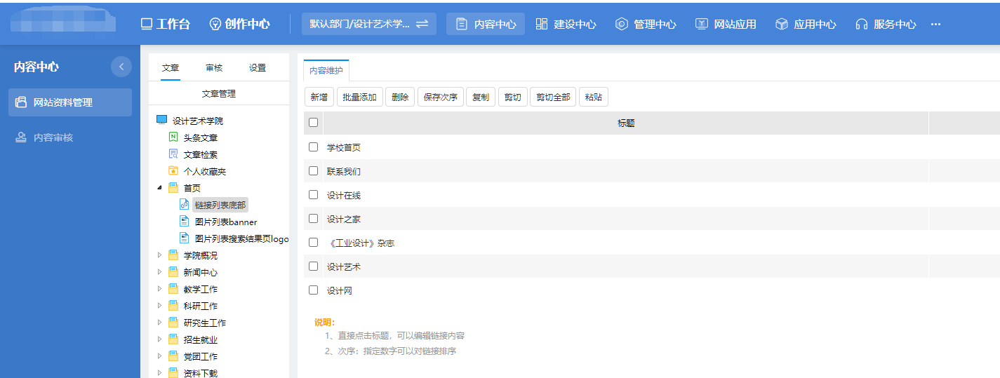 工作台 创作中心 默认部门/设计艺术学... 内容中心 建设中心 管理中心 网站应用 应用中心 服务中心 ...
内容中心
网站资料管理
内容审核
文章 审核 设置
文章管理
设计艺术学院
头条文章
文章检索
个人收藏夹
首页
链接列表底部
图片列表banner
图片列表搜索结果页logo
学院概况
新闻中心
教学工作
科研工作
研究生工作
招生就业
党团工作
资料下载
内容维护
新增 批量添加 删除 保存次序 复制 剪切 剪切全部 粘贴
标题
学校首页
联系我们
设计在线
设计之家
《工业设计》杂志
设计艺术
设计网
说明：
1、直接点击标题，可以编辑链接内容
2、次序：指定数字可以对链接排序